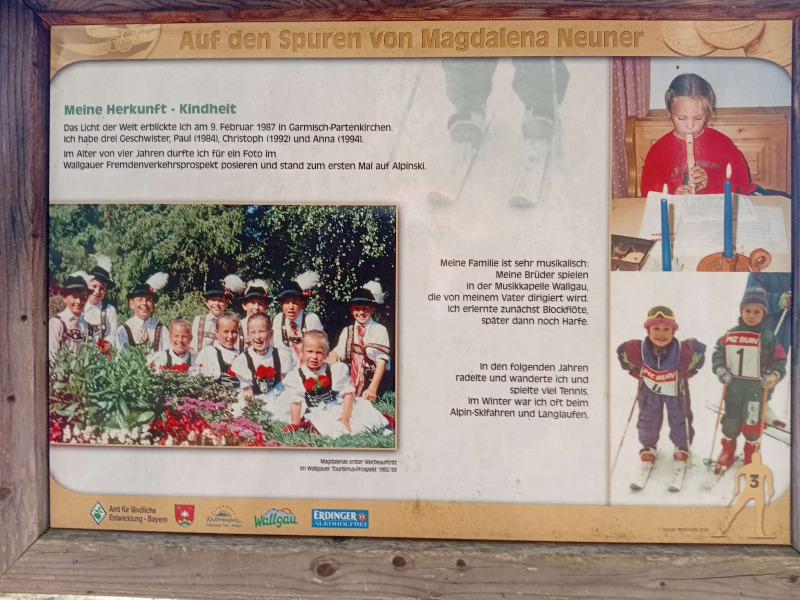 Auf den Spuren von Magdalena Neuner
Meine Herkunft - Kindheit
Das Licht der Welt erblickte ich am 9. Februar 1987 in Garmisch-Partenkirchen.
Ich habe drei Geschwister, Paul (1984), Christoph (1992) und Anna (1994).
Im Alter von vier Jahren durfte ich für ein Foto im
Wallgauer Fremdenverkehrsprospekt posieren und stand zum ersten Mal auf Alpinski.
Meine Familie ist sehr musikalisch:
Meine Brüder spielen
in der Musikkapelle Wallgau,
die von meinem Vater dirigiert wird.
Ich erlernte zunächst Blockflöte,
später dann noch Harfe.
In den folgenden Jahren
radelte und wanderte ich und
spielte viel Tennis.
Im Winter war ich oft beim
Alpin-Skifahren und Langlaufen.
Magdalenas erster Werbeauftritt
im Wallgauer Tourismus-Prospekt 1992/93
PIZ BUIN
4
PIZ BUIN
1
3
Amt für ländliche
Entwicklung - Bayern
Wallgau
ERDINGER
ALKOHOLFREI